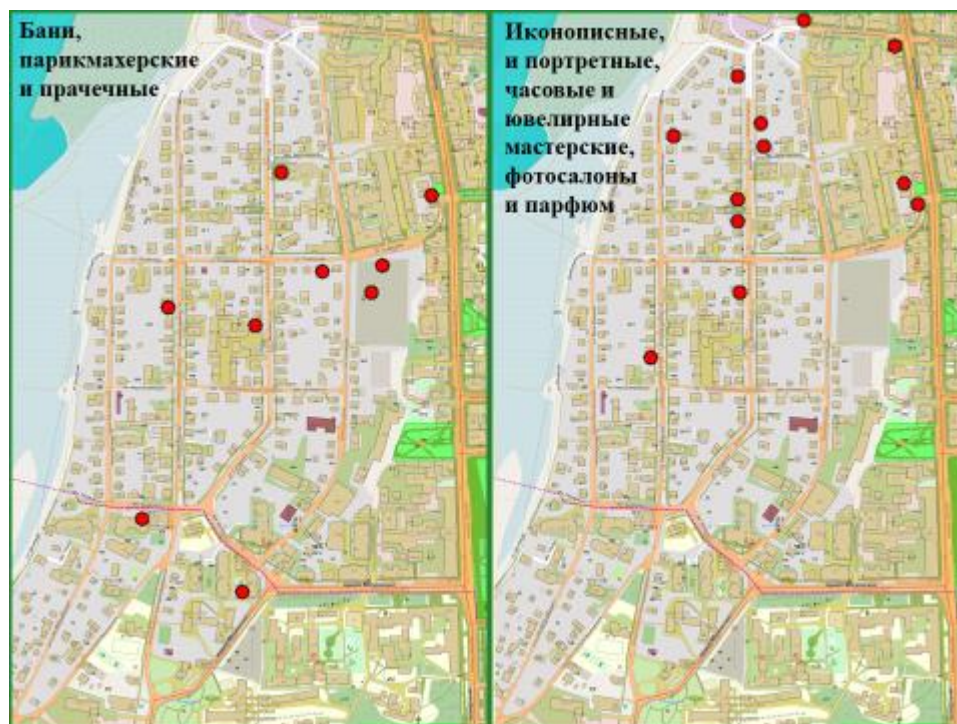 Бани,
парикмахерские
и прачечные
Иконописные,
и портретные,
часовые и
ювелирные
мастерские,
фотосалоны
и парфюм